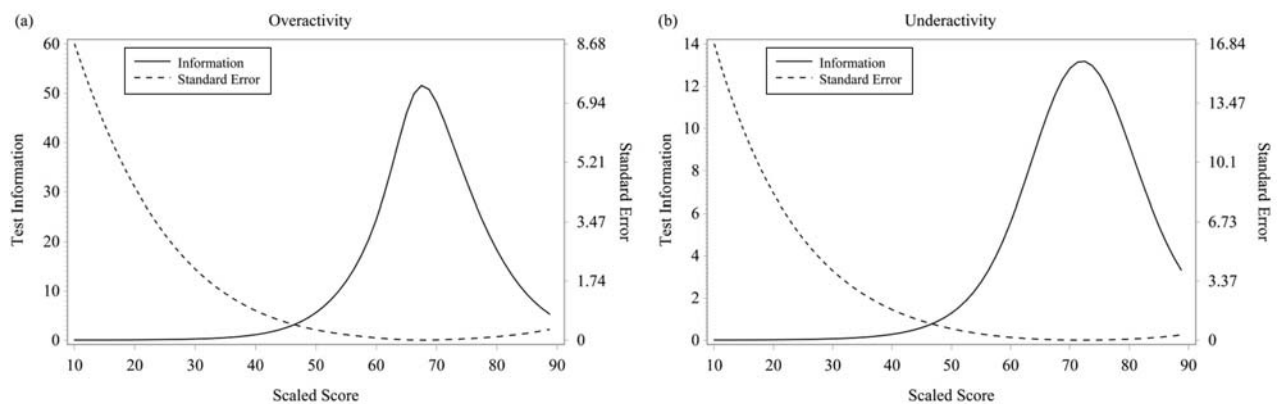 (a)
Overactivity
60
50
40
30
20
10
0
Test Information
Information
Standard Error
8.68
6.94
5.21
3.47
1.74
0
Standard Error
10 20 30 40 50 60 70 80 90
Scaled Score
(b)
Underactivity
14
12
10
8
6
4
2
0
Test Information
Information
Standard Error
16.84
13.47
10.1
6.73
3.37
0
Standard Error
10 20 30 40 50 60 70 80 90
Scaled Score